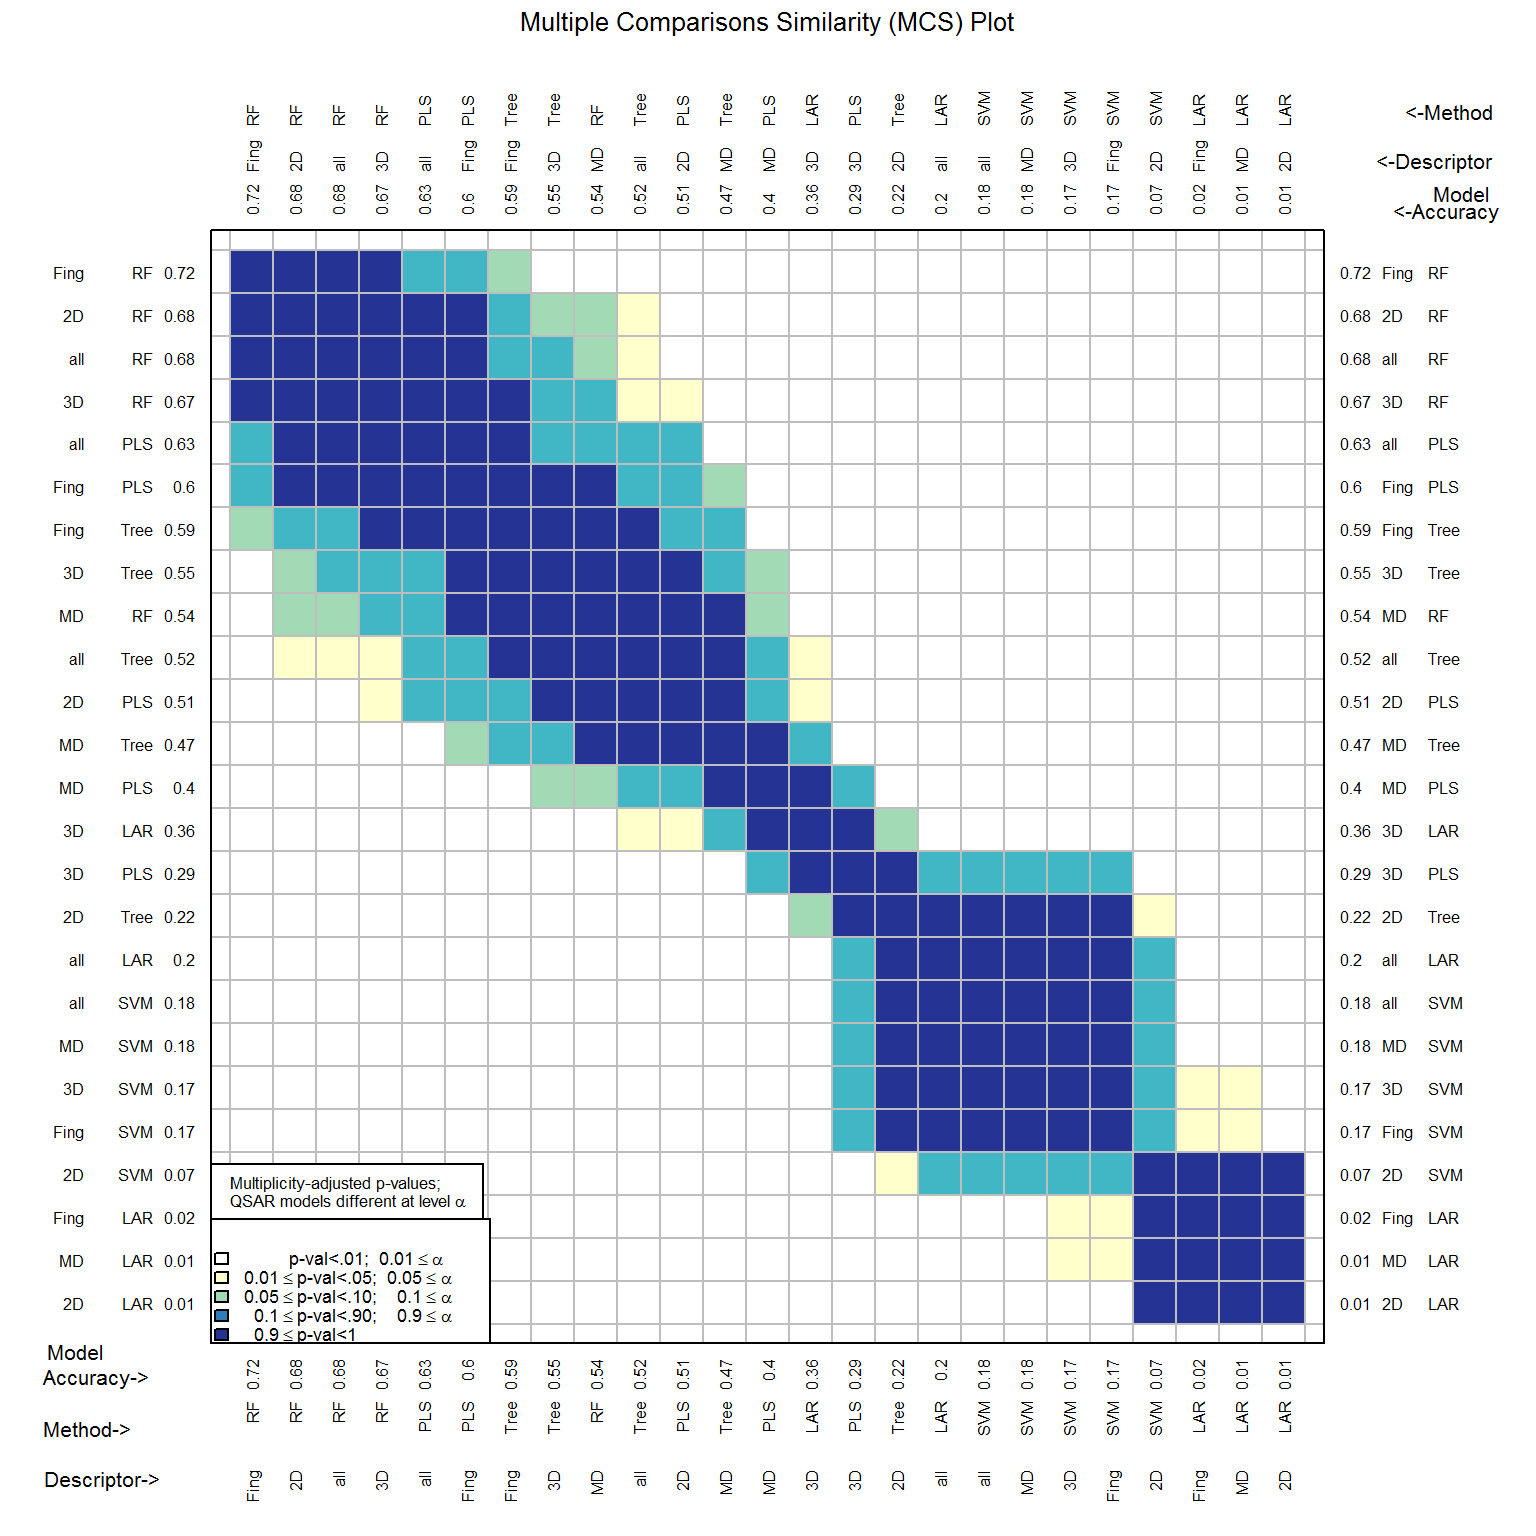 Multiple Comparisons Similarity (MCS) Plot
RF RF RF RF PLS PLS Tree Tree RF Tree PLS Tree PLS LAR PLS Tree LAR SVM SVM SVM SVM SVM LAR LAR LAR <-Method
Fing 2D all 3D all Fing Fing 3D MD all 2D MD MD 3D 3D 2D all all MD 3D Fing 2D Fing MD 2D <-Descriptor
0.72 0.68 0.68 0.67 0.63 0.6 0.59 0.55 0.54 0.52 0.51 0.47 0.4 0.36 0.29 0.22 0.2 0.18 0.18 0.17 0.17 0.07 0.02 0.01 0.01 Model
<-Accuracy
Fing RF 0.72 0.72 Fing RF
2D RF 0.68 0.68 2D RF
all RF 0.68 0.68 all RF
3D RF 0.67 0.67 3D RF
all PLS 0.63 0.63 all PLS
Fing PLS 0.6 0.6 Fing PLS
Fing Tree 0.59 0.59 Fing Tree
3D Tree 0.55 0.55 3D Tree
MD RF 0.54 0.54 MD RF
all Tree 0.52 0.52 all Tree
2D PLS 0.51 0.51 2D PLS
MD Tree 0.47 0.47 MD Tree
MD PLS 0.4 0.4 MD PLS
3D LAR 0.36 0.36 3D LAR
3D PLS 0.29 0.29 3D PLS
2D Tree 0.22 0.22 2D Tree
all LAR 0.2 0.2 all LAR
all SVM 0.18 0.18 all SVM
MD SVM 0.18 0.18 MD SVM
3D SVM 0.17 0.17 3D SVM
Fing SVM 0.17 0.17 Fing SVM
2D SVM 0.07 0.07 2D SVM
Fing LAR 0.02 0.02 Fing LAR
MD LAR 0.01 0.01 MD LAR
2D LAR 0.01 0.01 2D LAR
Multiplicity-adjusted p-values;
QSAR models different at level α
p-val<.01; 0.01 ≤ α
0.01 ≤ p-val<.05; 0.05 ≤ α
0.05 ≤ p-val<.10; 0.1 ≤ α
0.1 ≤ p-val<.90; 0.9 ≤ α
0.9 ≤ p-val<1
Model
Accuracy-> 0.72 0.68 0.68 0.67 0.63 0.6 0.59 0.55 0.54 0.52 0.51 0.47 0.4 0.36 0.29 0.22 0.2 0.18 0.18 0.17 0.17 0.07 0.02 0.01 0.01
Method-> RF RF RF RF PLS PLS Tree Tree RF Tree PLS Tree PLS LAR PLS Tree LAR SVM SVM SVM SVM SVM LAR LAR LAR
Descriptor-> Fing 2D all 3D all Fing Fing 3D MD all 2D MD MD 3D 3D 2D all all MD 3D Fing 2D Fing MD 2D